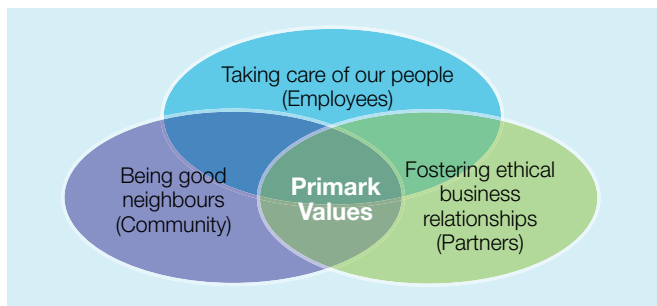 Taking care of our people
(Employees)
Being good
neighbours
(Community)
Primark
Values
Fostering ethical
business
relationships
(Partners)